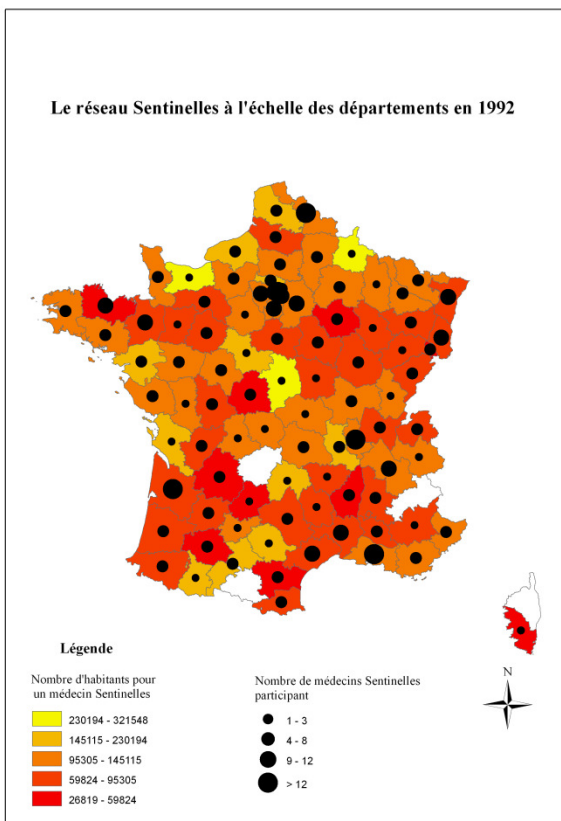 Le réseau Sentinelles à l'échelle des départements en 1992
Légende
Nombre d'habitants pour
un médecin Sentinelles
230194 - 321548
145115 - 230194
95305 - 145115
59824 - 95305
26819 - 59824
Nombre de médecins Sentinelles
participant
1 - 3
4 - 8
9 - 12
> 12
N